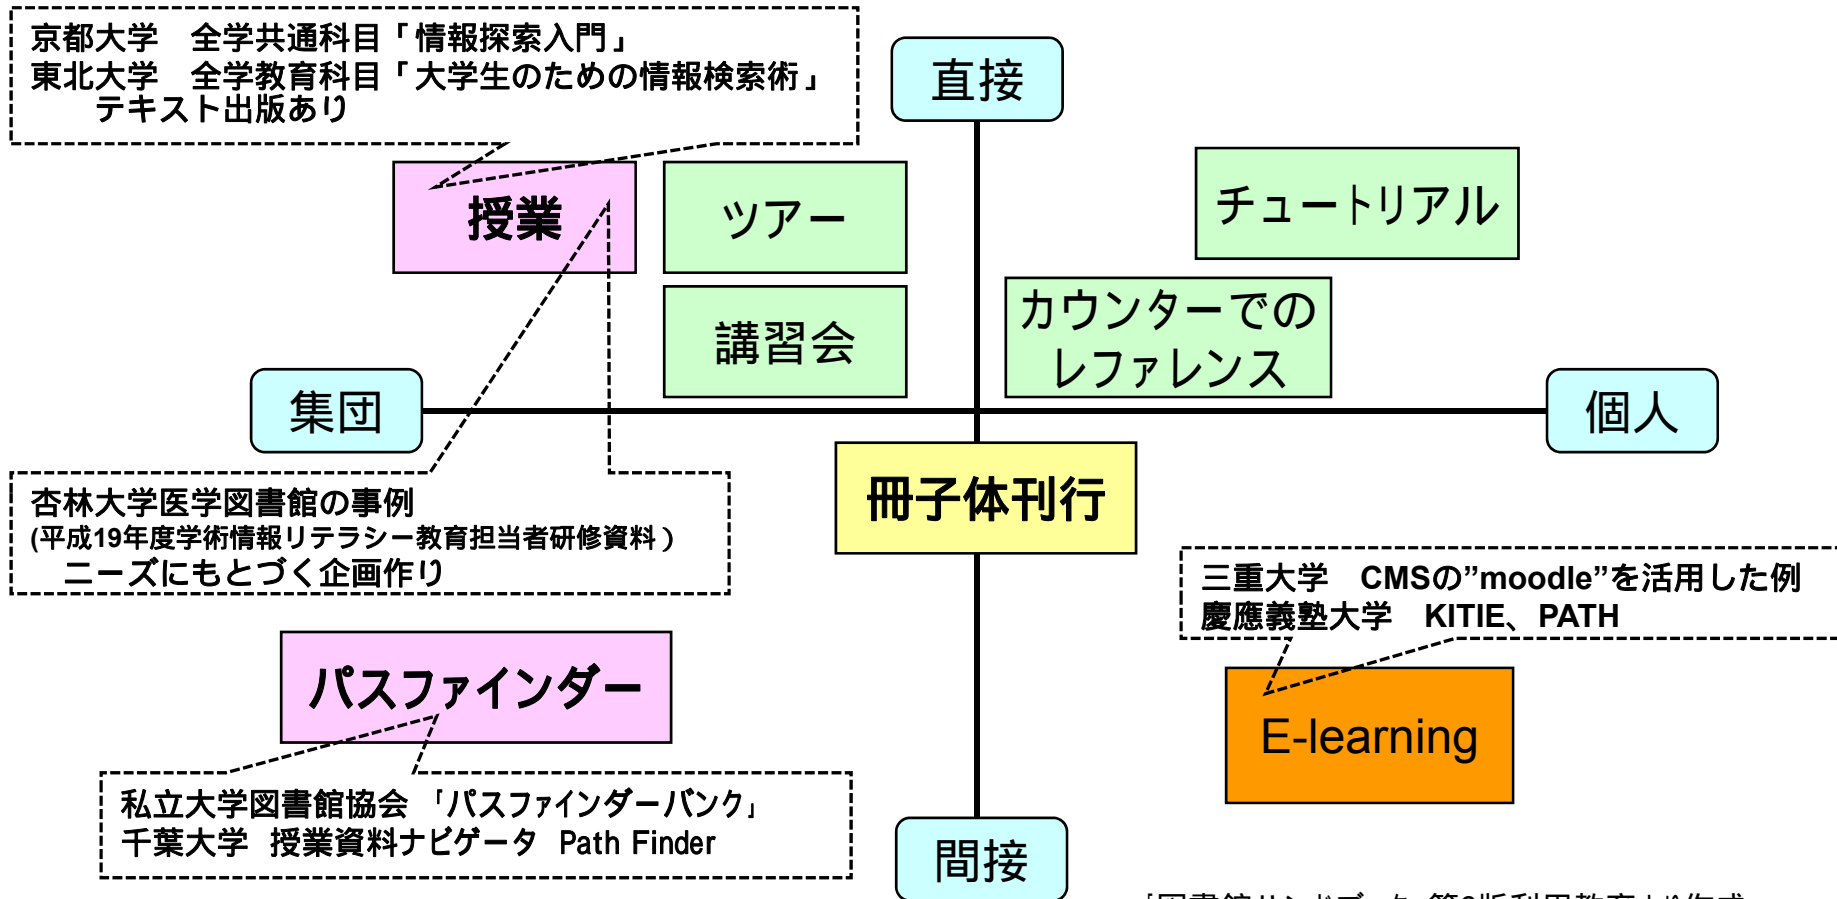 京都大学　全学共通科目「情報探索入門」
東北大学　全学教育科目「大学生のための情報検索術」
テキスト出版あり
直接
授業
ツアー
チュートリアル
講習会
カウンターでの
レファレンス
集団
個人
冊子体刊行
杏林大学医学図書館の事例
(平成19年度学術情報リテラシー教育担当者研修資料）
ニーズにもとづく企画作り
三重大学　CMSの”moodle”を活用した例
慶應義塾大学　KITIE、PATH
パスファインダー
E-learning
私立大学図書館協会 「パスファインダーバンク」
千葉大学 授業資料ナビゲータ Path Finder
間接